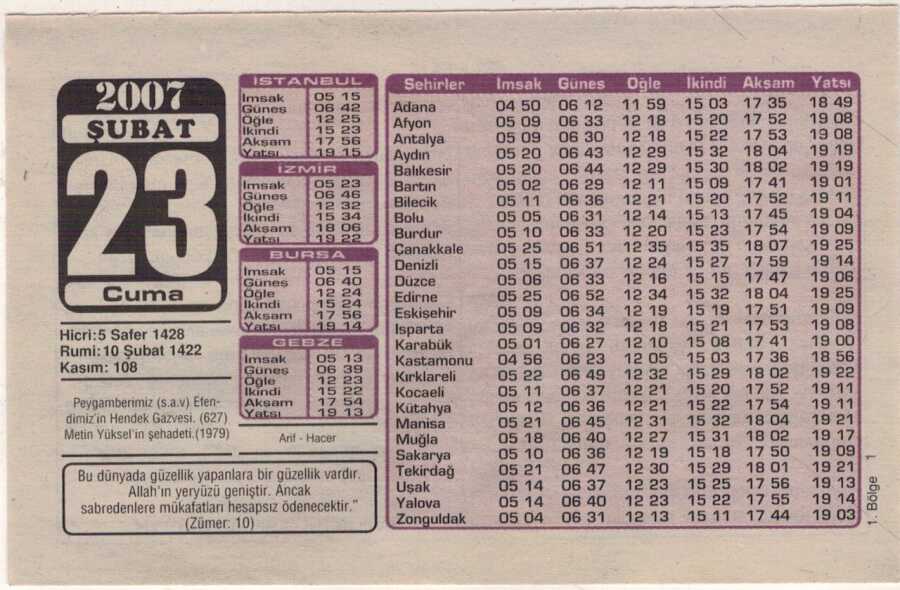 2007
ŞUBAT
23
Cuma
Hicri:5 Safer 1428
Rumi:10 Şubat 1422
Kasım: 108
Peygamberimiz (s.a.v) Efen-
dimiz'in Hendek Gazvesi. (627)
Metin Yüksel'in şehadeti.(1979)
İSTANBUL
İmsak 05 15
Güneş 06 42
Öğle 12 25
İkindi 15 23
Akşam 17 56
Yatsı 19 15
İZMİR
İmsak 05 23
Güneş 06 46
Öğle 12 32
İkindi 15 34
Akşam 18 06
Yatsı 19 22
BURSA
İmsak 05 15
Güneş 06 40
Öğle 12 24
İkindi 15 24
Akşam 17 56
Yatsı 19 14
GEBZE
İmsak 05 13
Güneş 06 39
Öğle 12 23
İkindi 15 22
Akşam 17 54
Yatsı 19 13
Arif - Hacer
Bu dünyada güzellik yapanlara bir güzellik vardır.
Allah'ın yeryüzü geniştir. Ancak
sabredenlere mükafatları hesapsız ödenecektir.”
(Zümer: 10)
Şehirler İmsak Güneş Öğle İkindi Akşam Yatsı
Adana 04 50 06 12 11 59 15 03 17 35 18 49
Afyon 05 09 06 33 12 18 15 20 17 52 19 08
Antalya 05 09 06 30 12 18 15 22 17 53 19 08
Aydın 05 20 06 43 12 29 15 32 18 04 19 19
Balıkesir 05 20 06 44 12 29 15 30 18 02 19 19
Bartın 05 02 06 29 12 11 15 09 17 41 19 01
Bilecik 05 11 06 36 12 21 15 20 17 52 19 11
Bolu 05 05 06 31 12 14 15 13 17 45 19 04
Burdur 05 10 06 33 12 20 15 23 17 54 19 09
Çanakkale 05 25 06 51 12 35 15 35 18 07 19 25
Denizli 05 15 06 37 12 24 15 27 17 59 19 14
Düzce 05 06 06 33 12 16 15 15 17 47 19 06
Edirne 05 25 06 52 12 34 15 32 18 04 19 25
Eskişehir 05 09 06 34 12 19 15 19 17 51 19 09
Isparta 05 09 06 32 12 18 15 21 17 53 19 08
Karabük 05 01 06 27 12 10 15 08 17 41 19 00
Kastamonu 04 56 06 23 12 05 15 03 17 36 18 56
Kırklareli 05 22 06 49 12 32 15 29 18 02 19 22
Kocaeli 05 11 06 37 12 21 15 20 17 52 19 11
Kütahya 05 12 06 36 12 21 15 22 17 54 19 11
Manisa 05 21 06 45 12 31 15 32 18 04 19 21
Muğla 05 18 06 40 12 27 15 31 18 02 19 17
Sakarya 05 10 06 36 12 19 15 18 17 50 19 09
Tekirdağ 05 21 06 47 12 30 15 29 18 01 19 21
Uşak 05 14 06 37 12 23 15 25 17 56 19 13
Yalova 05 14 06 40 12 23 15 22 17 55 19 14
Zonguldak 05 04 06 31 12 13 15 11 17 44 19 03
1. Bölge 1